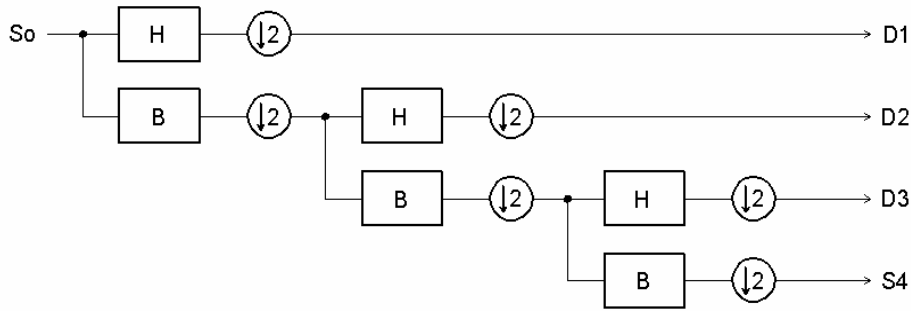 So H ↓2 D1
B ↓2 H ↓2 D2
B ↓2 H ↓2 D3
B ↓2 S4